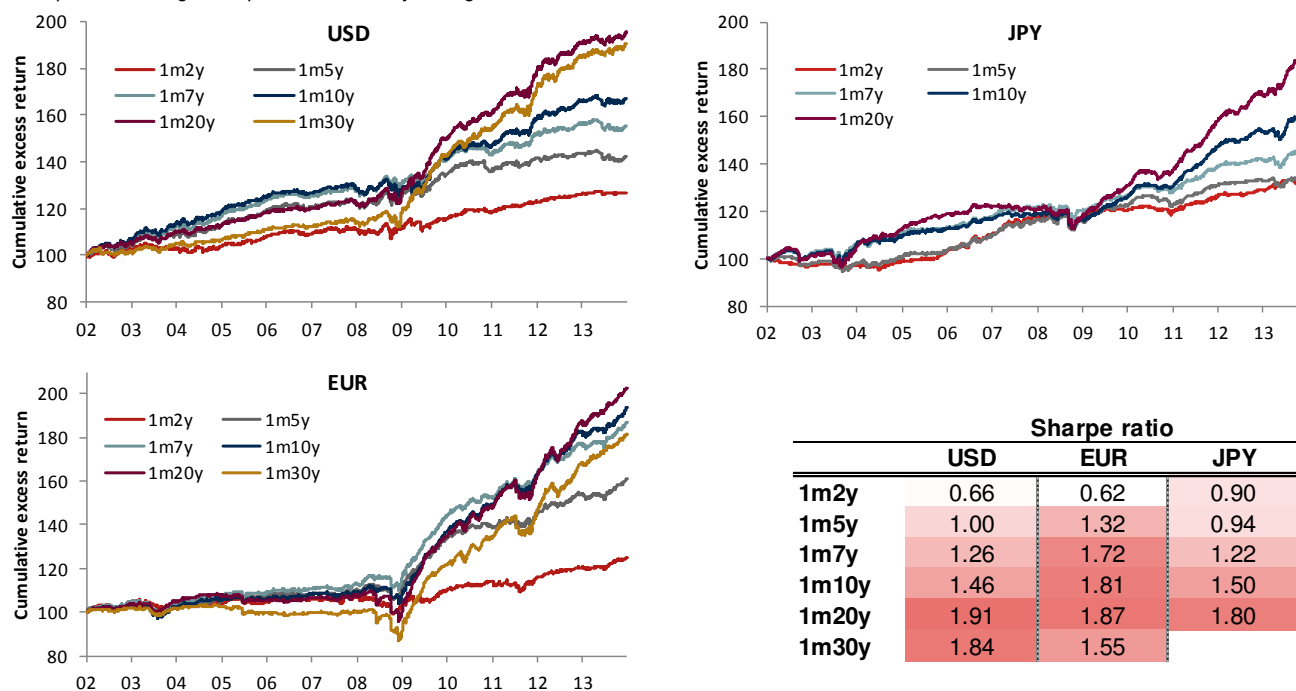 USD
Cumulative excess return
200
180
160
140
120
100
80
1m2y 1m5y
1m7y 1m10y
1m20y 1m30y
02 03 04 05 06 07 08 09 10 11 12 13
JPY
Cumulative excess return
200
180
160
140
120
100
80
1m2y 1m5y
1m7y 1m10y
1m20y
02 03 04 05 06 07 08 09 10 11 12 13
EUR
Cumulative excess return
200
180
160
140
120
100
80
1m2y 1m5y
1m7y 1m10y
1m20y 1m30y
02 03 04 05 06 07 08 09 10 11 12 13
Sharpe ratio
USD EUR JPY
1m2y 0.66 0.62 0.90
1m5y 1.00 1.32 0.94
1m7y 1.26 1.72 1.22
1m10y 1.46 1.81 1.50
1m20y 1.91 1.87 1.80
1m30y 1.84 1.55